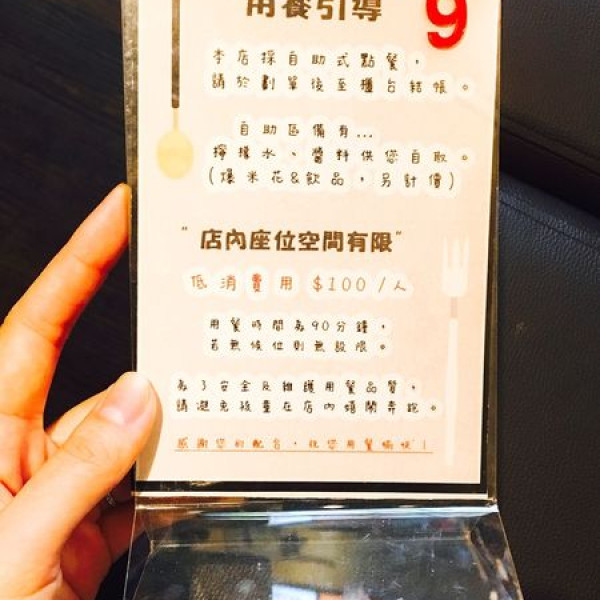 用餐引導
9
本店採自助式點餐，
請於劃單後至櫃台結帳。
自助區備有...
檸檬水、醬料供您自取。
(爆米花&飲品，另計價)
"店內座位空間有限"
低消費用 $100/人
用餐時間為90分鐘，
若無候位則無設限。
為了安全及維護用餐品質，
請避免孩童在店內嬉鬧奔跑。
感謝您的配合，祝您用餐愉快！